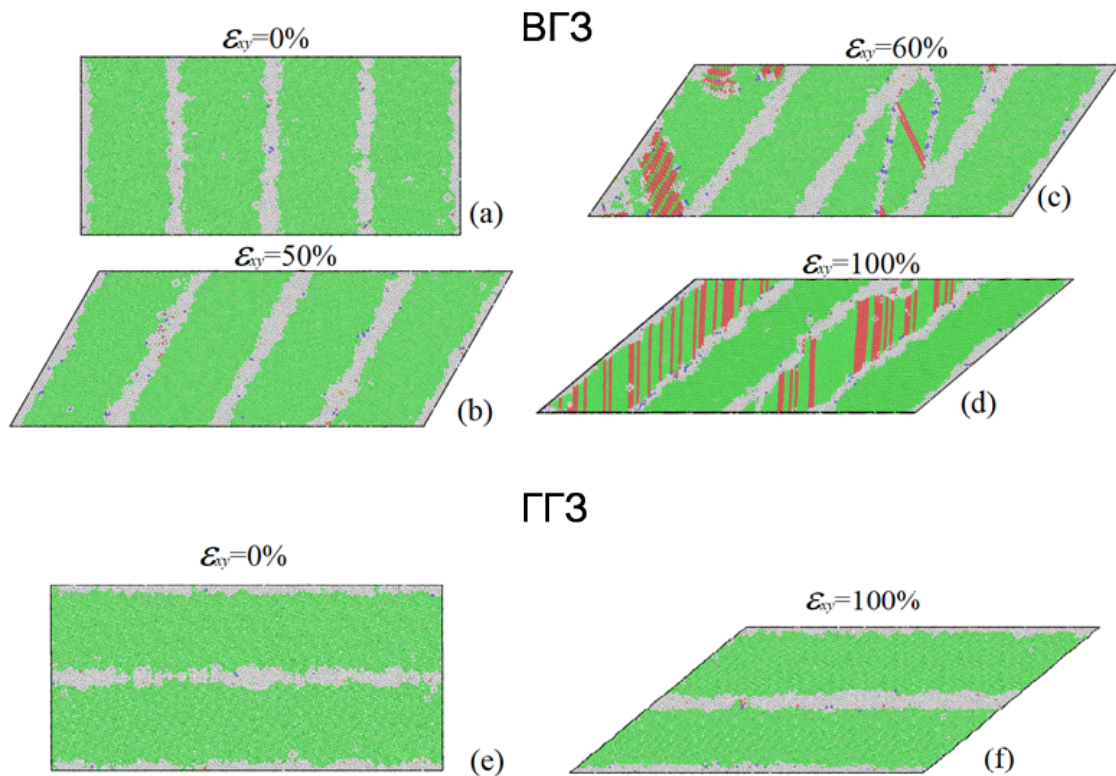 ВГЗ
εxy=0%
(a)
εxy=60%
(c)
εxy=50%
(b)
εxy=100%
(d)
ГГЗ
εxy=0%
(e)
εxy=100%
(f)